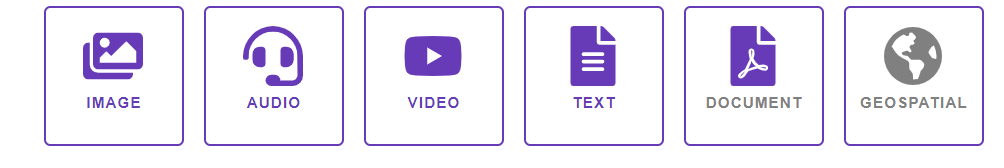 IMAGE
AUDIO
VIDEO
TEXT
DOCUMENT
GEOSPATIAL